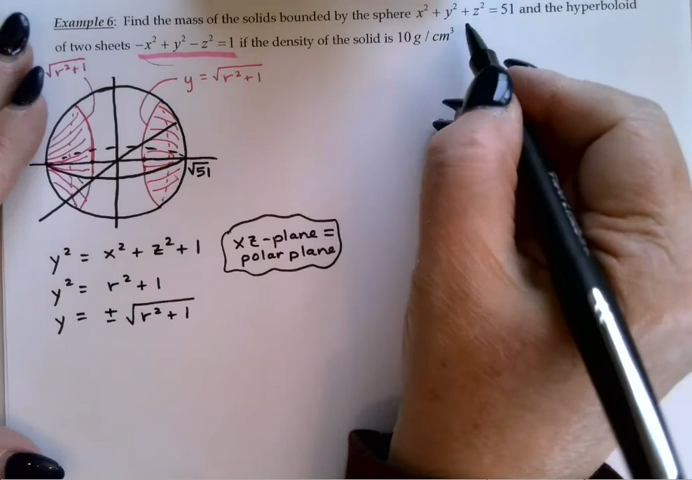 Example 6: Find the mass of the solids bounded by the sphere x² + y² + z² = 51 and the hyperboloid
of two sheets −x² + y² − z² = 1 if the density of the solid is 10 g / cm³
√r²+1
y = √r²+1
√51
y² = x² + z² + 1
xz-plane =
polar plane
y² = r² + 1
y = ± √r² + 1